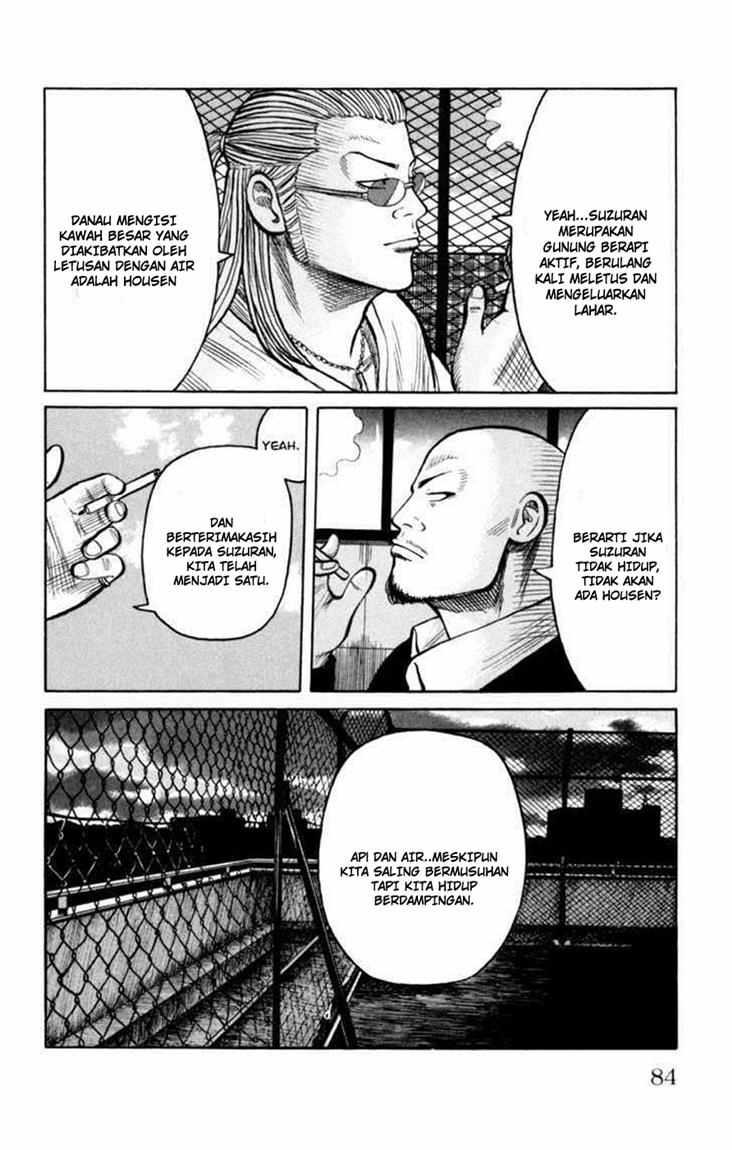 YEAH...SUZURAN
MERUPAKAN
GUNUNG BERAPI
AKTIF, BERULANG
KALI MELETUS DAN
MENGELUARKAN
LAHAR.
DANAU MENGISI
KAWAH BESAR YANG
DIAKIBATKAN OLEH
LETUSAN DENGAN AIR
ADALAH HOUSEN
BERARTI JIKA
SUZURAN
TIDAK HIDUP,
TIDAK AKAN
ADA HOUSEN?
YEAH.
DAN
BERTERIMAKASIH
KEPADA SUZURAN,
KITA TELAH
MENJADI SATU.
API DAN AIR..MESKIPUN
KITA SALING BERMUSUHAN
TAPI KITA HIDUP
BERDAMPINGAN.
84